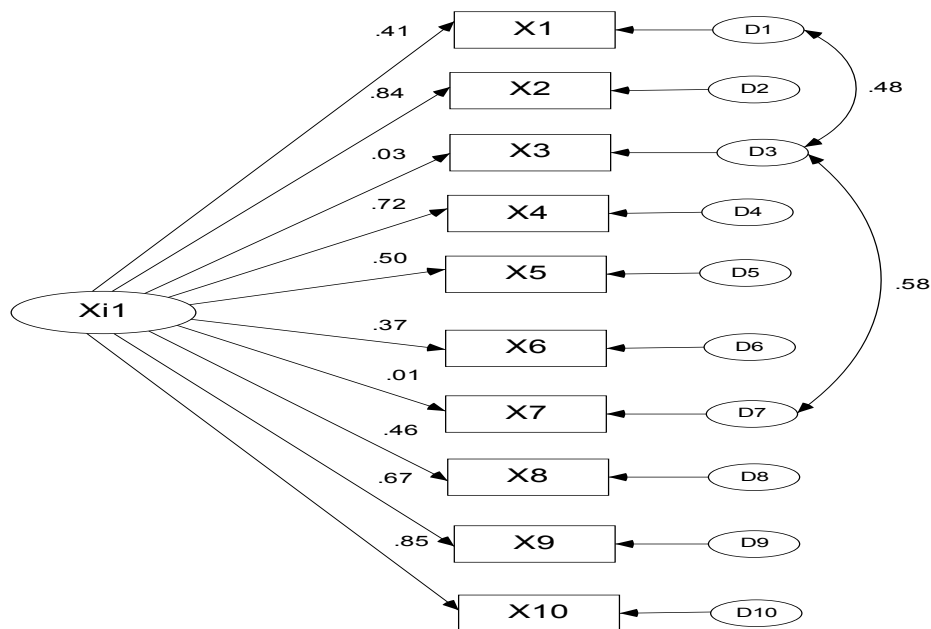 .41
X1
D1
.84
X2
D2
.48
.03
X3
D3
.72
X4
D4
.50
X5
D5
.58
Xi1
.37
X6
D6
.01
X7
D7
.46
X8
D8
.67
X9
D9
.85
X10
D10